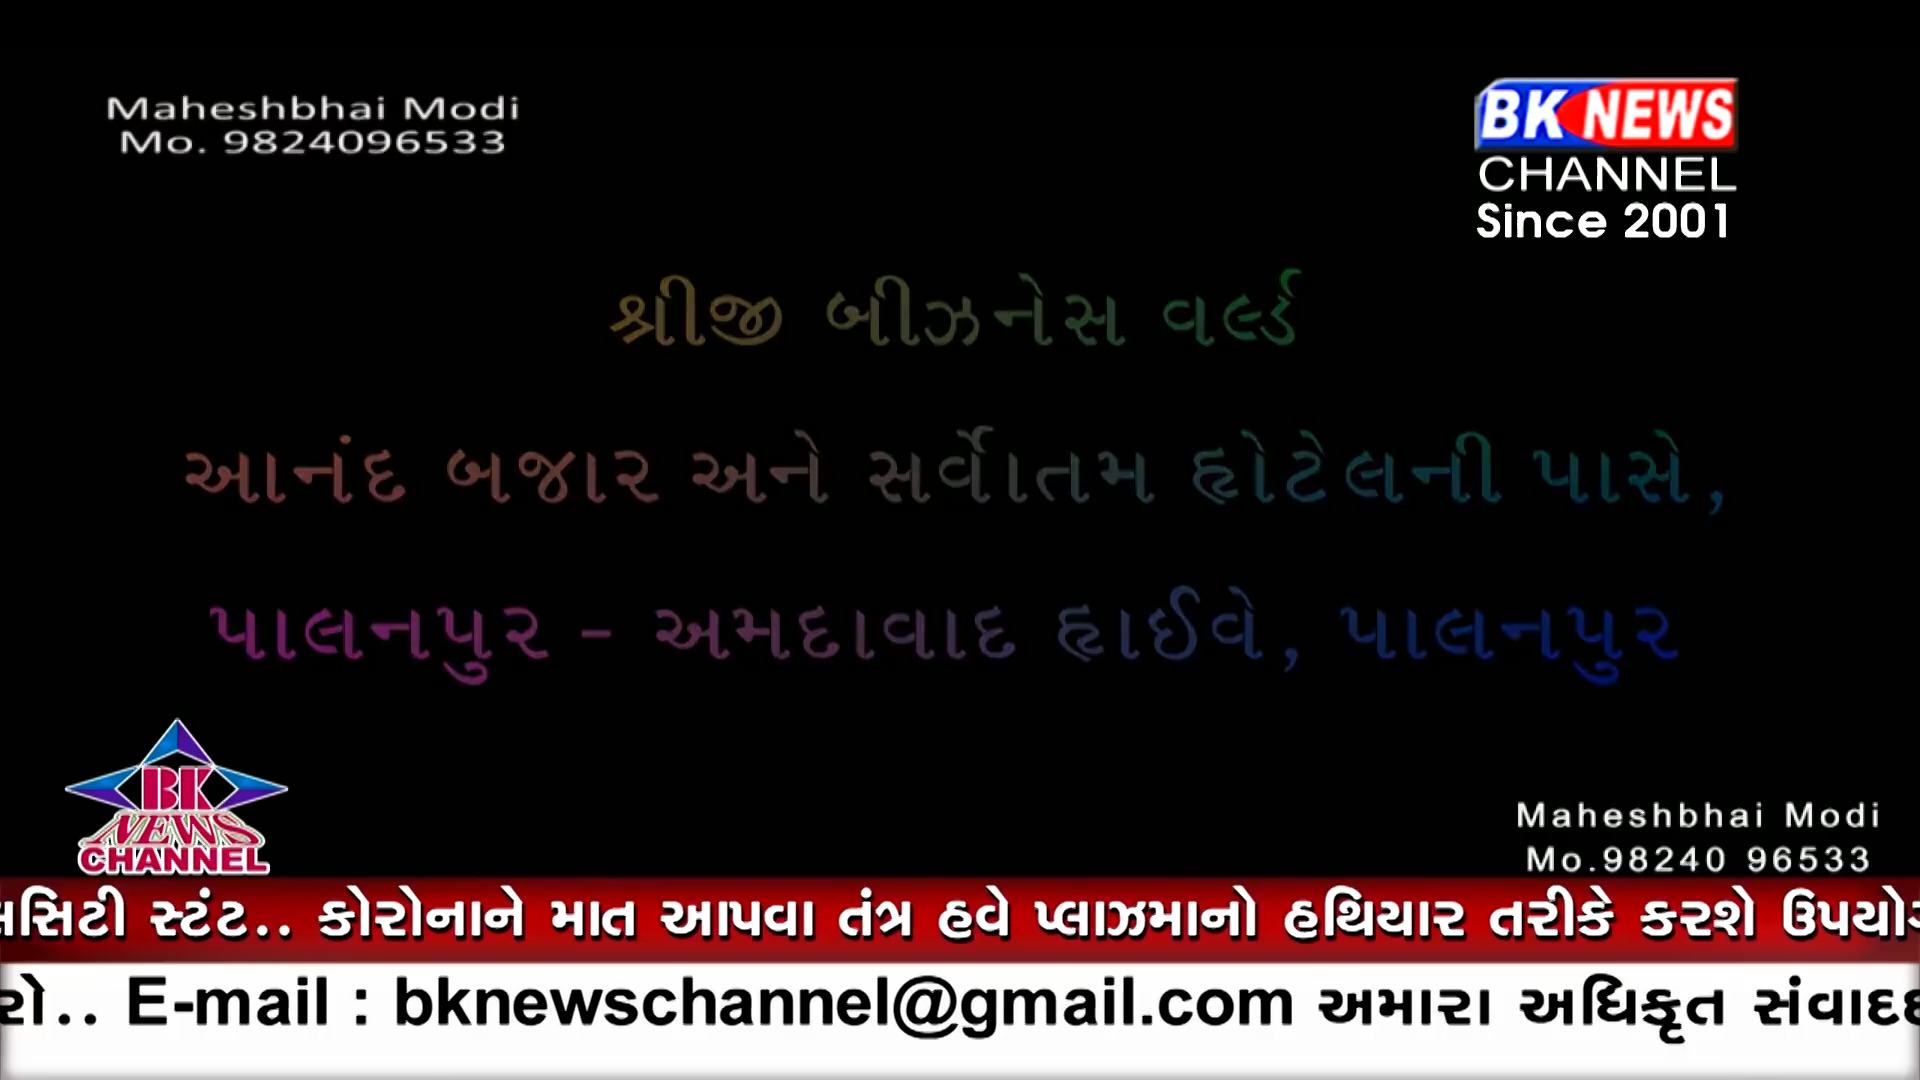 Maheshbhai Modi
Mo. 9824096533
BK NEWS
CHANNEL
Since 2001
શ્રીજી બીઝનેસ વર્લ્ડ
આનંદ બજાર અને સર્વોતમ હોટેલની પાસે,
પાલનપુર - અમદાવાદ હાઈવે, પાલનપુર
BK
NEWS
CHANNEL
Maheshbhai Modi
Mo.98240 96533
સ્ટંટ.. કોરોનાને માત આપવા તંત્ર હવે પ્લાઝમાનો હથિયાર તરીકે કરશે
E-mail : bknewschannel@gmail.com અમારા અધિકૃત